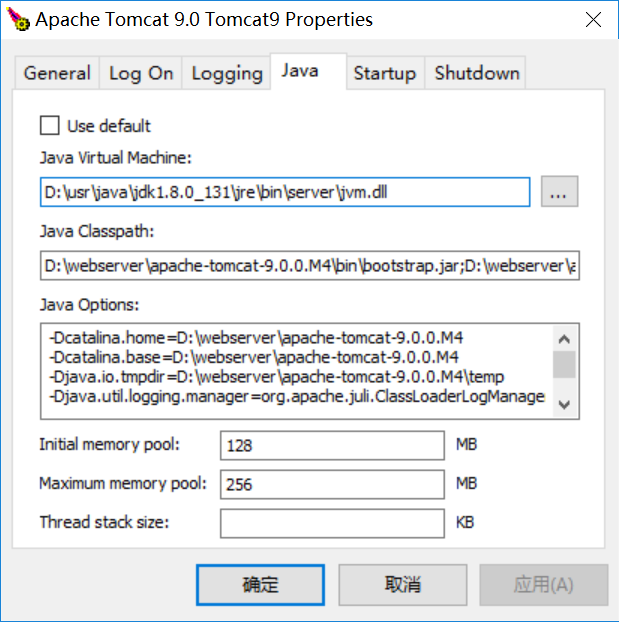 Apache Tomcat 9.0 Tomcat9 Properties
General Log On Logging Java Startup Shutdown
Use default
Java Virtual Machine:
D:\usr\java\jdk1.8.0_131\jre\bin\server\jvm.dll
...
Java Classpath:
D:\webserver\apache-tomcat-9.0.0.M4\bin\bootstrap.jar;D:\webserver\a
Java Options:
-Dcatalina.home=D:\webserver\apache-tomcat-9.0.0.M4
-Dcatalina.base=D:\webserver\apache-tomcat-9.0.0.M4
-Djava.io.tmpdir=D:\webserver\apache-tomcat-9.0.0.M4\temp
-Djava.util.logging.manager=org.apache.juli.ClassLoaderLogManage
Initial memory pool: 128 MB
Maximum memory pool: 256 MB
Thread stack size: KB
确定 取消 应用(A)